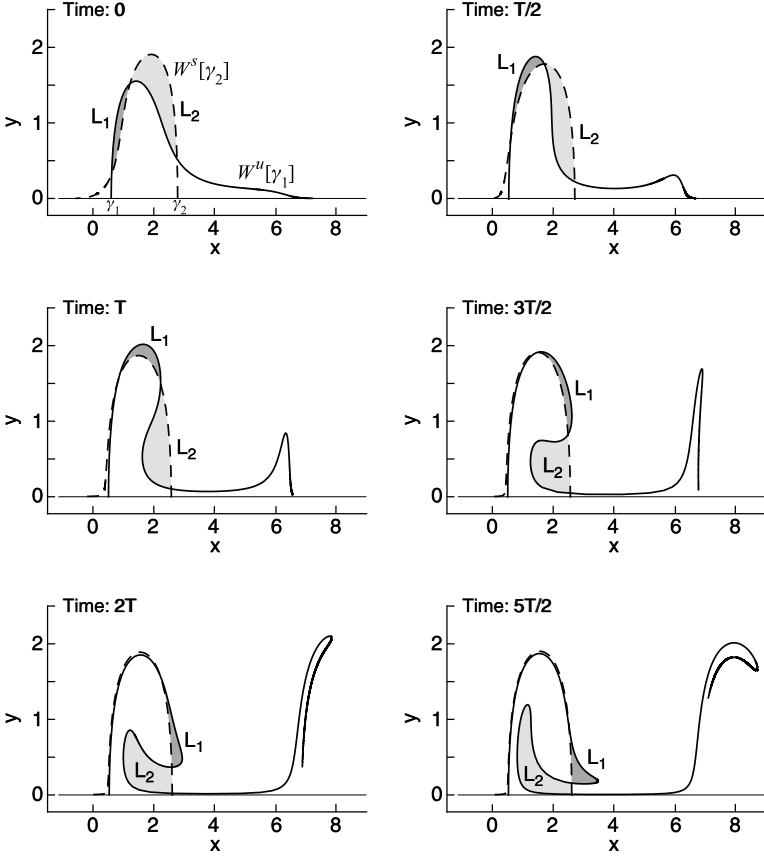 Time: 0
2
1
0
y
L1
L2
Wˢ[γ₂]
Wᵘ[γ₁]
γ₁
γ₂
0 2 4 6 8
x
Time: T/2
2
1
0
y
L1
L2
0 2 4 6 8
x
Time: T
2
1
0
y
L1
L2
0 2 4 6 8
x
Time: 3T/2
2
1
0
y
L1
L2
0 2 4 6 8
x
Time: 2T
2
1
0
y
L1
L2
0 2 4 6 8
x
Time: 5T/2
2
1
0
y
L1
L2
0 2 4 6 8
x